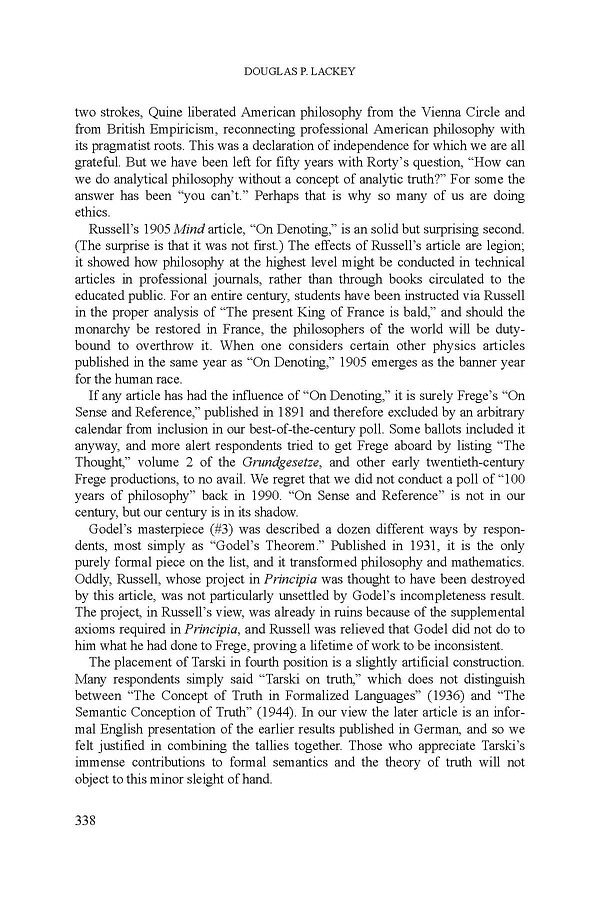 DOUGLAS P. LACKEY
two strokes, Quine liberated American philosophy from the Vienna Circle and
from British Empiricism, reconnecting professional American philosophy with
its pragmatist roots. This was a declaration of independence for which we are all
grateful. But we have been left for fifty years with Rorty’s question, “How can
we do analytical philosophy without a concept of analytic truth?” For some the
answer has been “you can’t.” Perhaps that is why so many of us are doing
ethics.
Russell’s 1905 Mind article, “On Denoting,” is an solid but surprising second.
(The surprise is that it was not first.) The effects of Russell’s article are legion;
it showed how philosophy at the highest level might be conducted in technical
articles in professional journals, rather than through books circulated to the
educated public. For an entire century, students have been instructed via Russell
in the proper analysis of “The present King of France is bald,” and should the
monarchy be restored in France, the philosophers of the world will be duty-
bound to overthrow it. When one considers certain other physics articles
published in the same year as “On Denoting,” 1905 emerges as the banner year
for the human race.
If any article has had the influence of “On Denoting,” it is surely Frege’s “On
Sense and Reference,” published in 1891 and therefore excluded by an arbitrary
calendar from inclusion in our best-of-the-century poll. Some ballots included it
anyway, and more alert respondents tried to get Frege aboard by listing “The
Thought,” volume 2 of the Grundgesetze, and other early twentieth-century
Frege productions, to no avail. We regret that we did not conduct a poll of “100
years of philosophy” back in 1990. “On Sense and Reference” is not in our
century, but our century is in its shadow.
Godel’s masterpiece (#3) was described a dozen different ways by respon-
dents, most simply as “Godel’s Theorem.” Published in 1931, it is the only
purely formal piece on the list, and it transformed philosophy and mathematics.
Oddly, Russell, whose project in Principia was thought to have been destroyed
by this article, was not particularly unsettled by Godel’s incompleteness result.
The project, in Russell’s view, was already in ruins because of the supplemental
axioms required in Principia, and Russell was relieved that Godel did not do to
him what he had done to Frege, proving a lifetime of work to be inconsistent.
The placement of Tarski in fourth position is a slightly artificial construction.
Many respondents simply said “Tarski on truth,” which does not distinguish
between “The Concept of Truth in Formalized Languages” (1936) and “The
Semantic Conception of Truth” (1944). In our view the later article is an infor-
mal English presentation of the earlier results published in German, and so we
felt justified in combining the tallies together. Those who appreciate Tarski’s
immense contributions to formal semantics and the theory of truth will not
object to this minor sleight of hand.
338